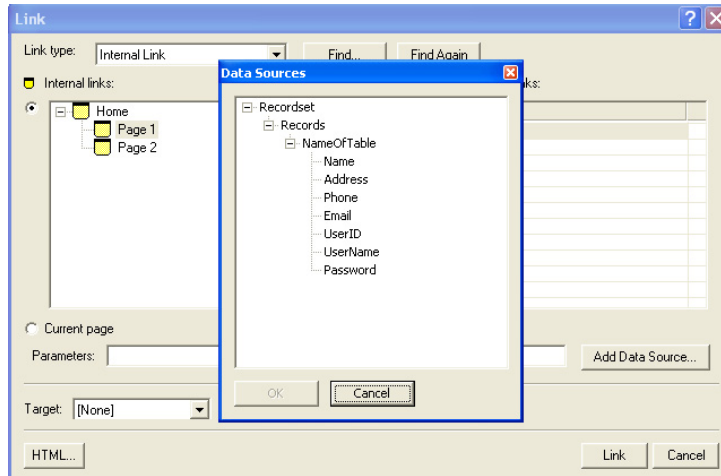 Link
Link type: Internal Link Find... Find Again
Data Sources
Internal links: ks:
Home
Page 1
Page 2
Recordset
Records
NameOfTable
Name
Address
Phone
Email
UserID
UserName
Password
Current page
Parameters: Add Data Source...
OK Cancel
Target: [None]
HTML... Link Cancel